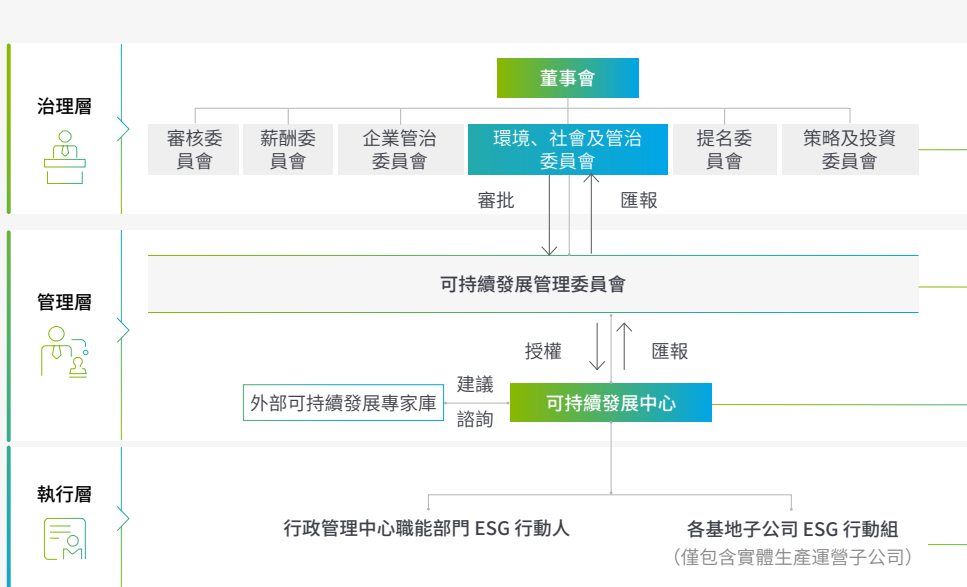 治理層
董事會
審核委
員會
薪酬委
員會
企業管治
委員會
環境、社會及管治
委員會
提名委
員會
策略及投資
委員會
審批
匯報
管理層
可持續發展管理委員會
授權
匯報
外部可持續發展專家庫
建議
諮詢
可持續發展中心
執行層
行政管理中心職能部門 ESG 行動人
各基地子公司 ESG 行動組
（僅包含實體生產運營子公司）